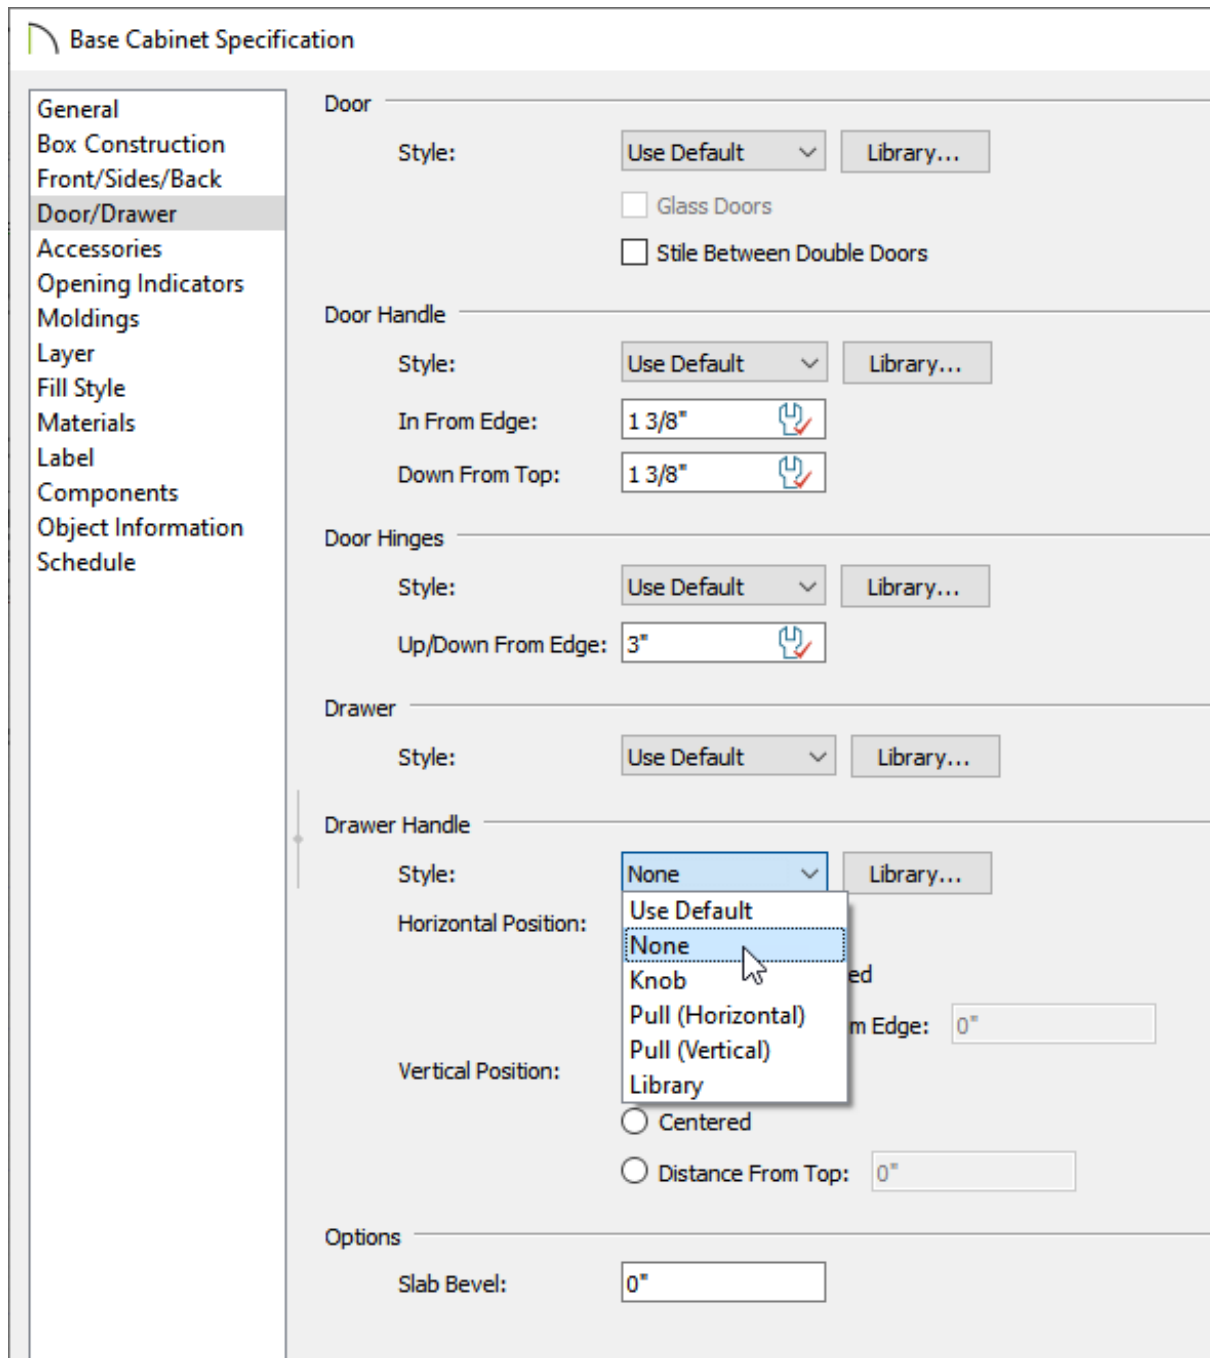 Base Cabinet Specification
General
Box Construction
Front/Sides/Back
Door/Drawer
Accessories
Opening Indicators
Moldings
Layer
Fill Style
Materials
Label
Components
Object Information
Schedule
Door
Style: Use Default Library...
Glass Doors
Stile Between Double Doors
Door Handle
Style: Use Default Library...
In From Edge: 1 3/8"
Down From Top: 1 3/8"
Door Hinges
Style: Use Default Library...
Up/Down From Edge: 3"
Drawer
Style: Use Default Library...
Drawer Handle
Style: None Library...
Use Default
Horizontal Position:
None
Knob ed
Pull (Horizontal) m Edge: 0"
Pull (Vertical)
Vertical Position:
Library
Centered
Distance From Top: 0"
Options
Slab Bevel: 0"